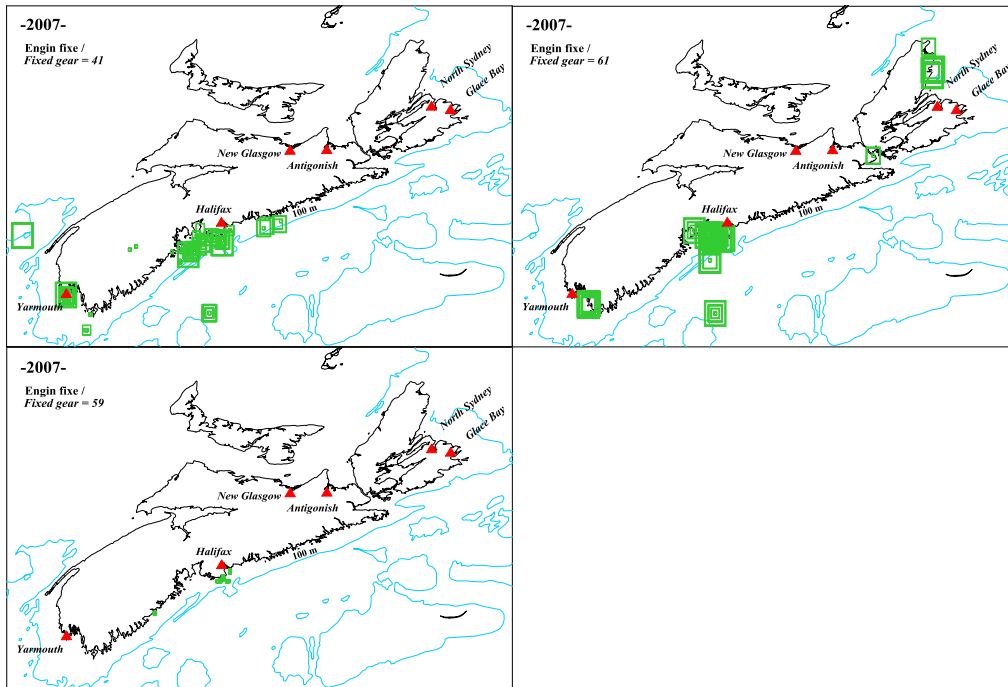 -2007-
Engin fixe /
Fixed gear = 41
North Sydney
Glace Bay
New Glasgow
Antigonish
Halifax
100 m
Yarmouth
-2007-
Engin fixe /
Fixed gear = 61
North Sydney
Glace Bay
New Glasgow
Antigonish
Halifax
100 m
Yarmouth
-2007-
Engin fixe /
Fixed gear = 59
North Sydney
Glace Bay
New Glasgow
Antigonish
Halifax
100 m
Yarmouth